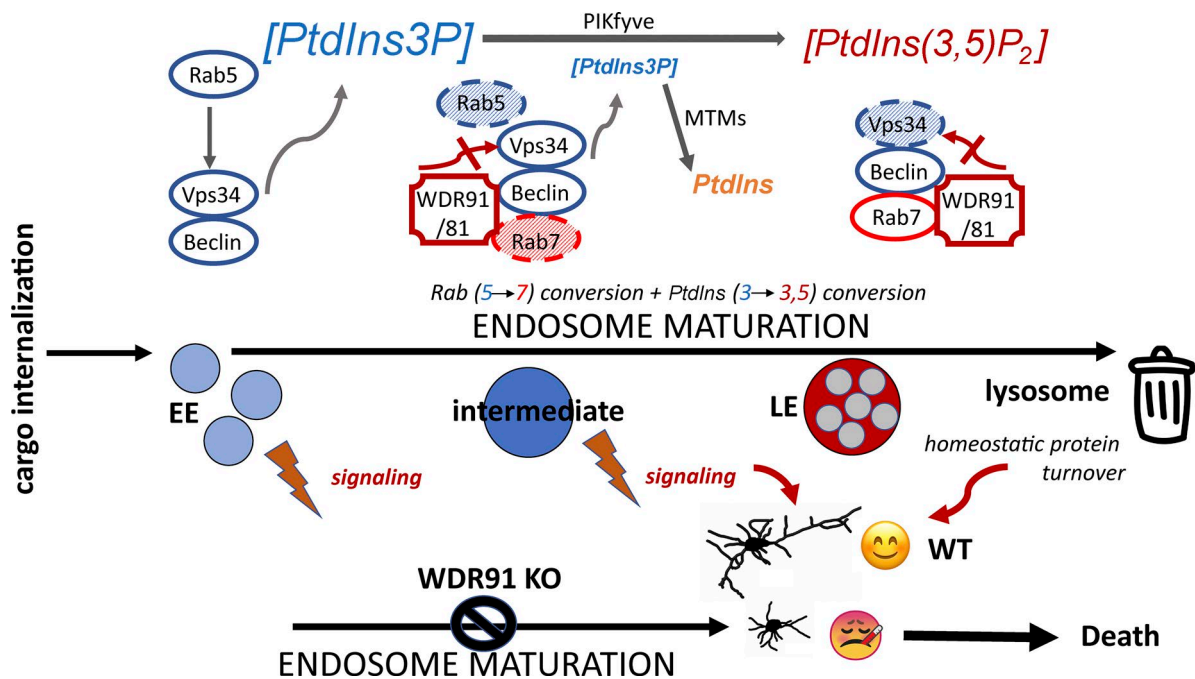 [PtdIns3P]
PIKfyve
[PtdIns(3,5)P2]
Rab5
[PtdIns3P]
Rab5
MTMs
Vps34
Vps34
Vps34
Beclin
Beclin
Beclin
PtdIns
WDR91
/81
Rab7
Rab7
WDR91
/81
Rab (5→7) conversion + PtdIns (3→ 3,5) conversion
ENDOSOME MATURATION
cargo internalization
EE
intermediate
LE
lysosome
homeostatic protein
turnover
signaling
signaling
WT
WDR91 KO
Death
ENDOSOME MATURATION